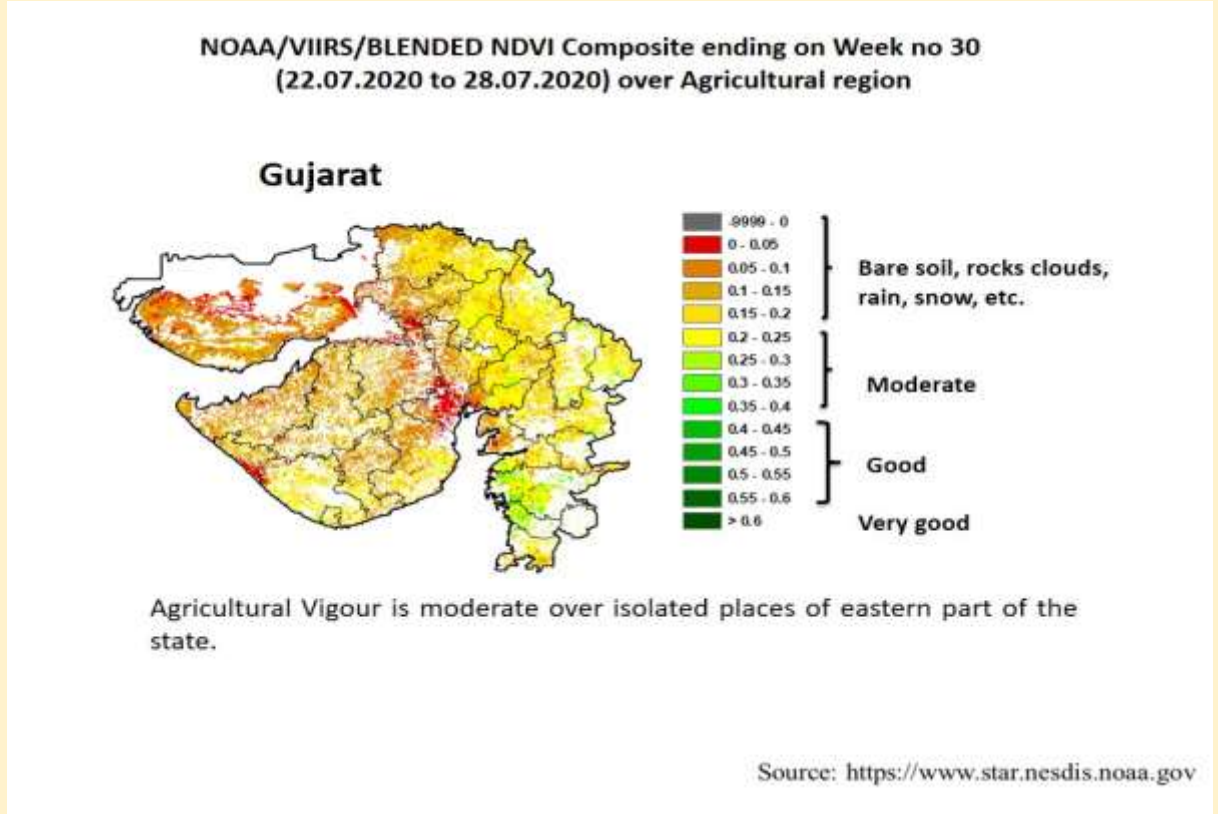 NOAA/VIIRS/BLENDED NDVI Composite ending on Week no 30
(22.07.2020 to 28.07.2020) over Agricultural region
Gujarat
-9999 - 0
0 - 0.05
0.05 - 0.1
0.1 - 0.15
0.15 - 0.2
0.2 - 0.25
0.25 - 0.3
0.3 - 0.35
0.35 - 0.4
0.4 - 0.45
0.45 - 0.5
0.5 - 0.55
0.55 - 0.6
> 0.6
Bare soil, rocks clouds,
rain, snow, etc.
Moderate
Good
Very good
Agricultural Vigour is moderate over isolated places of eastern part of the
state.
Source: https://www.star.nesdis.noaa.gov